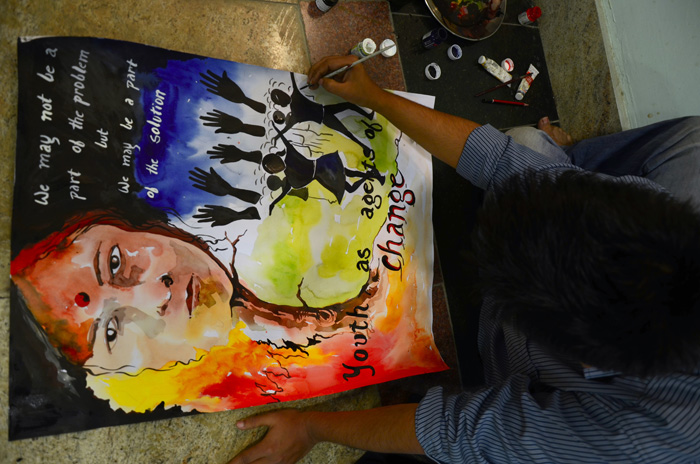 We may not be a
part of the problem
but
We may be a part
of the solution
Youth as agents of
Change